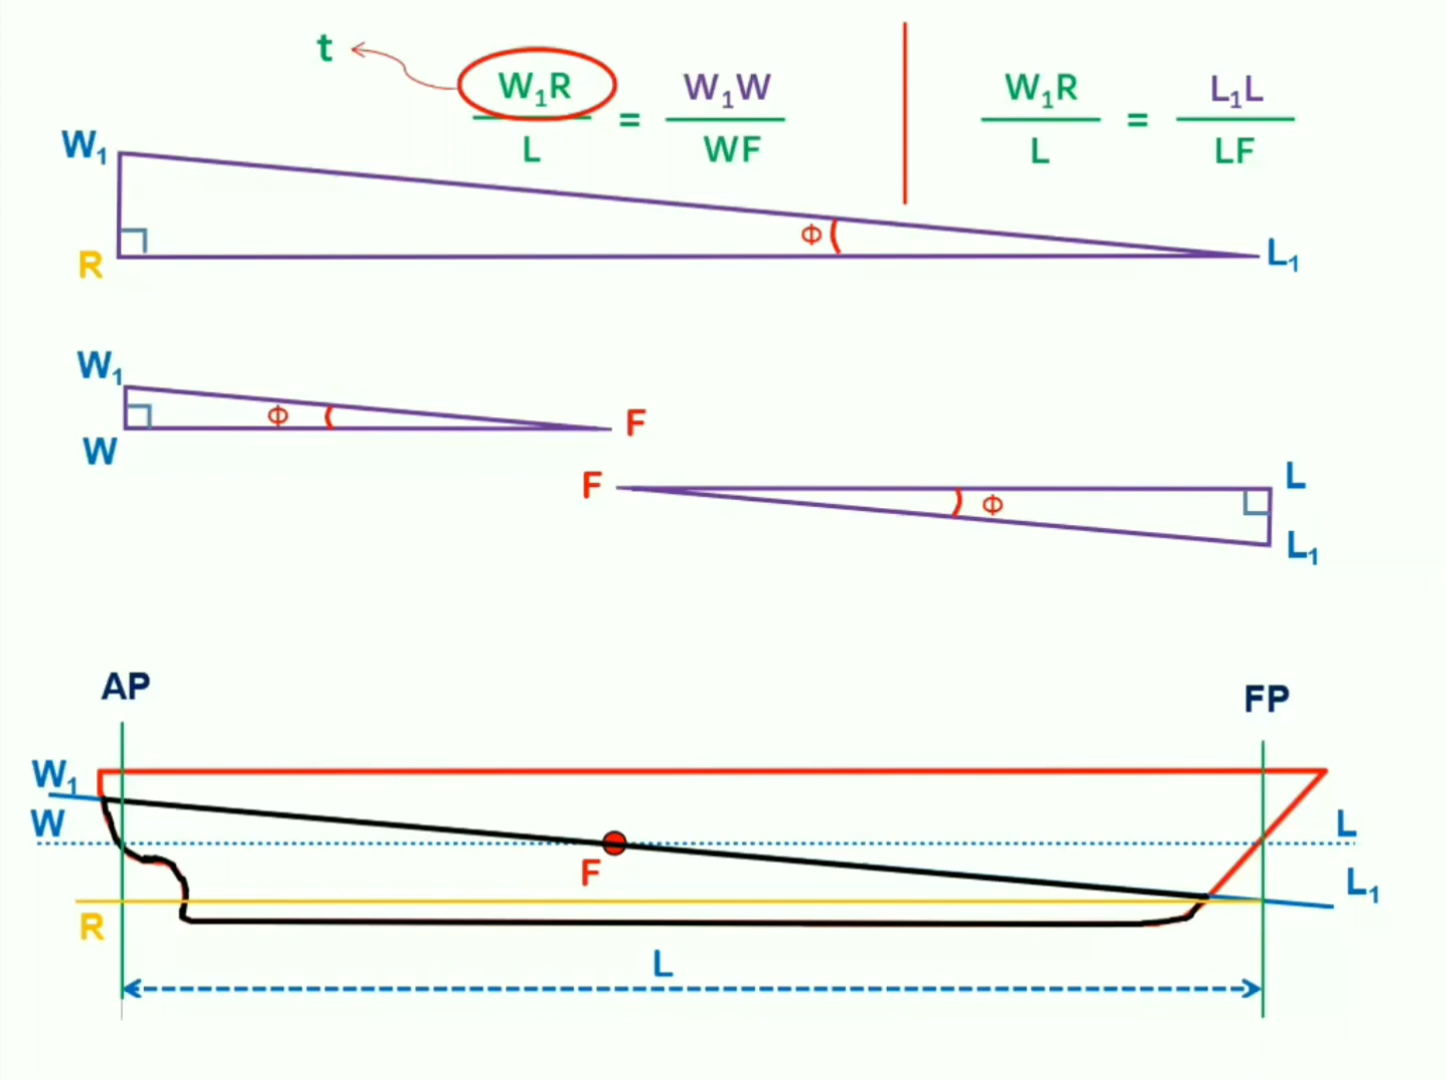 t
W₁R / L = W₁W / WF
W₁R / L = L₁L / LF
W₁
Φ
R
L₁
W₁
Φ
F
W
F
L
Φ
L₁
AP
FP
W₁
W
L
F
L₁
R
L